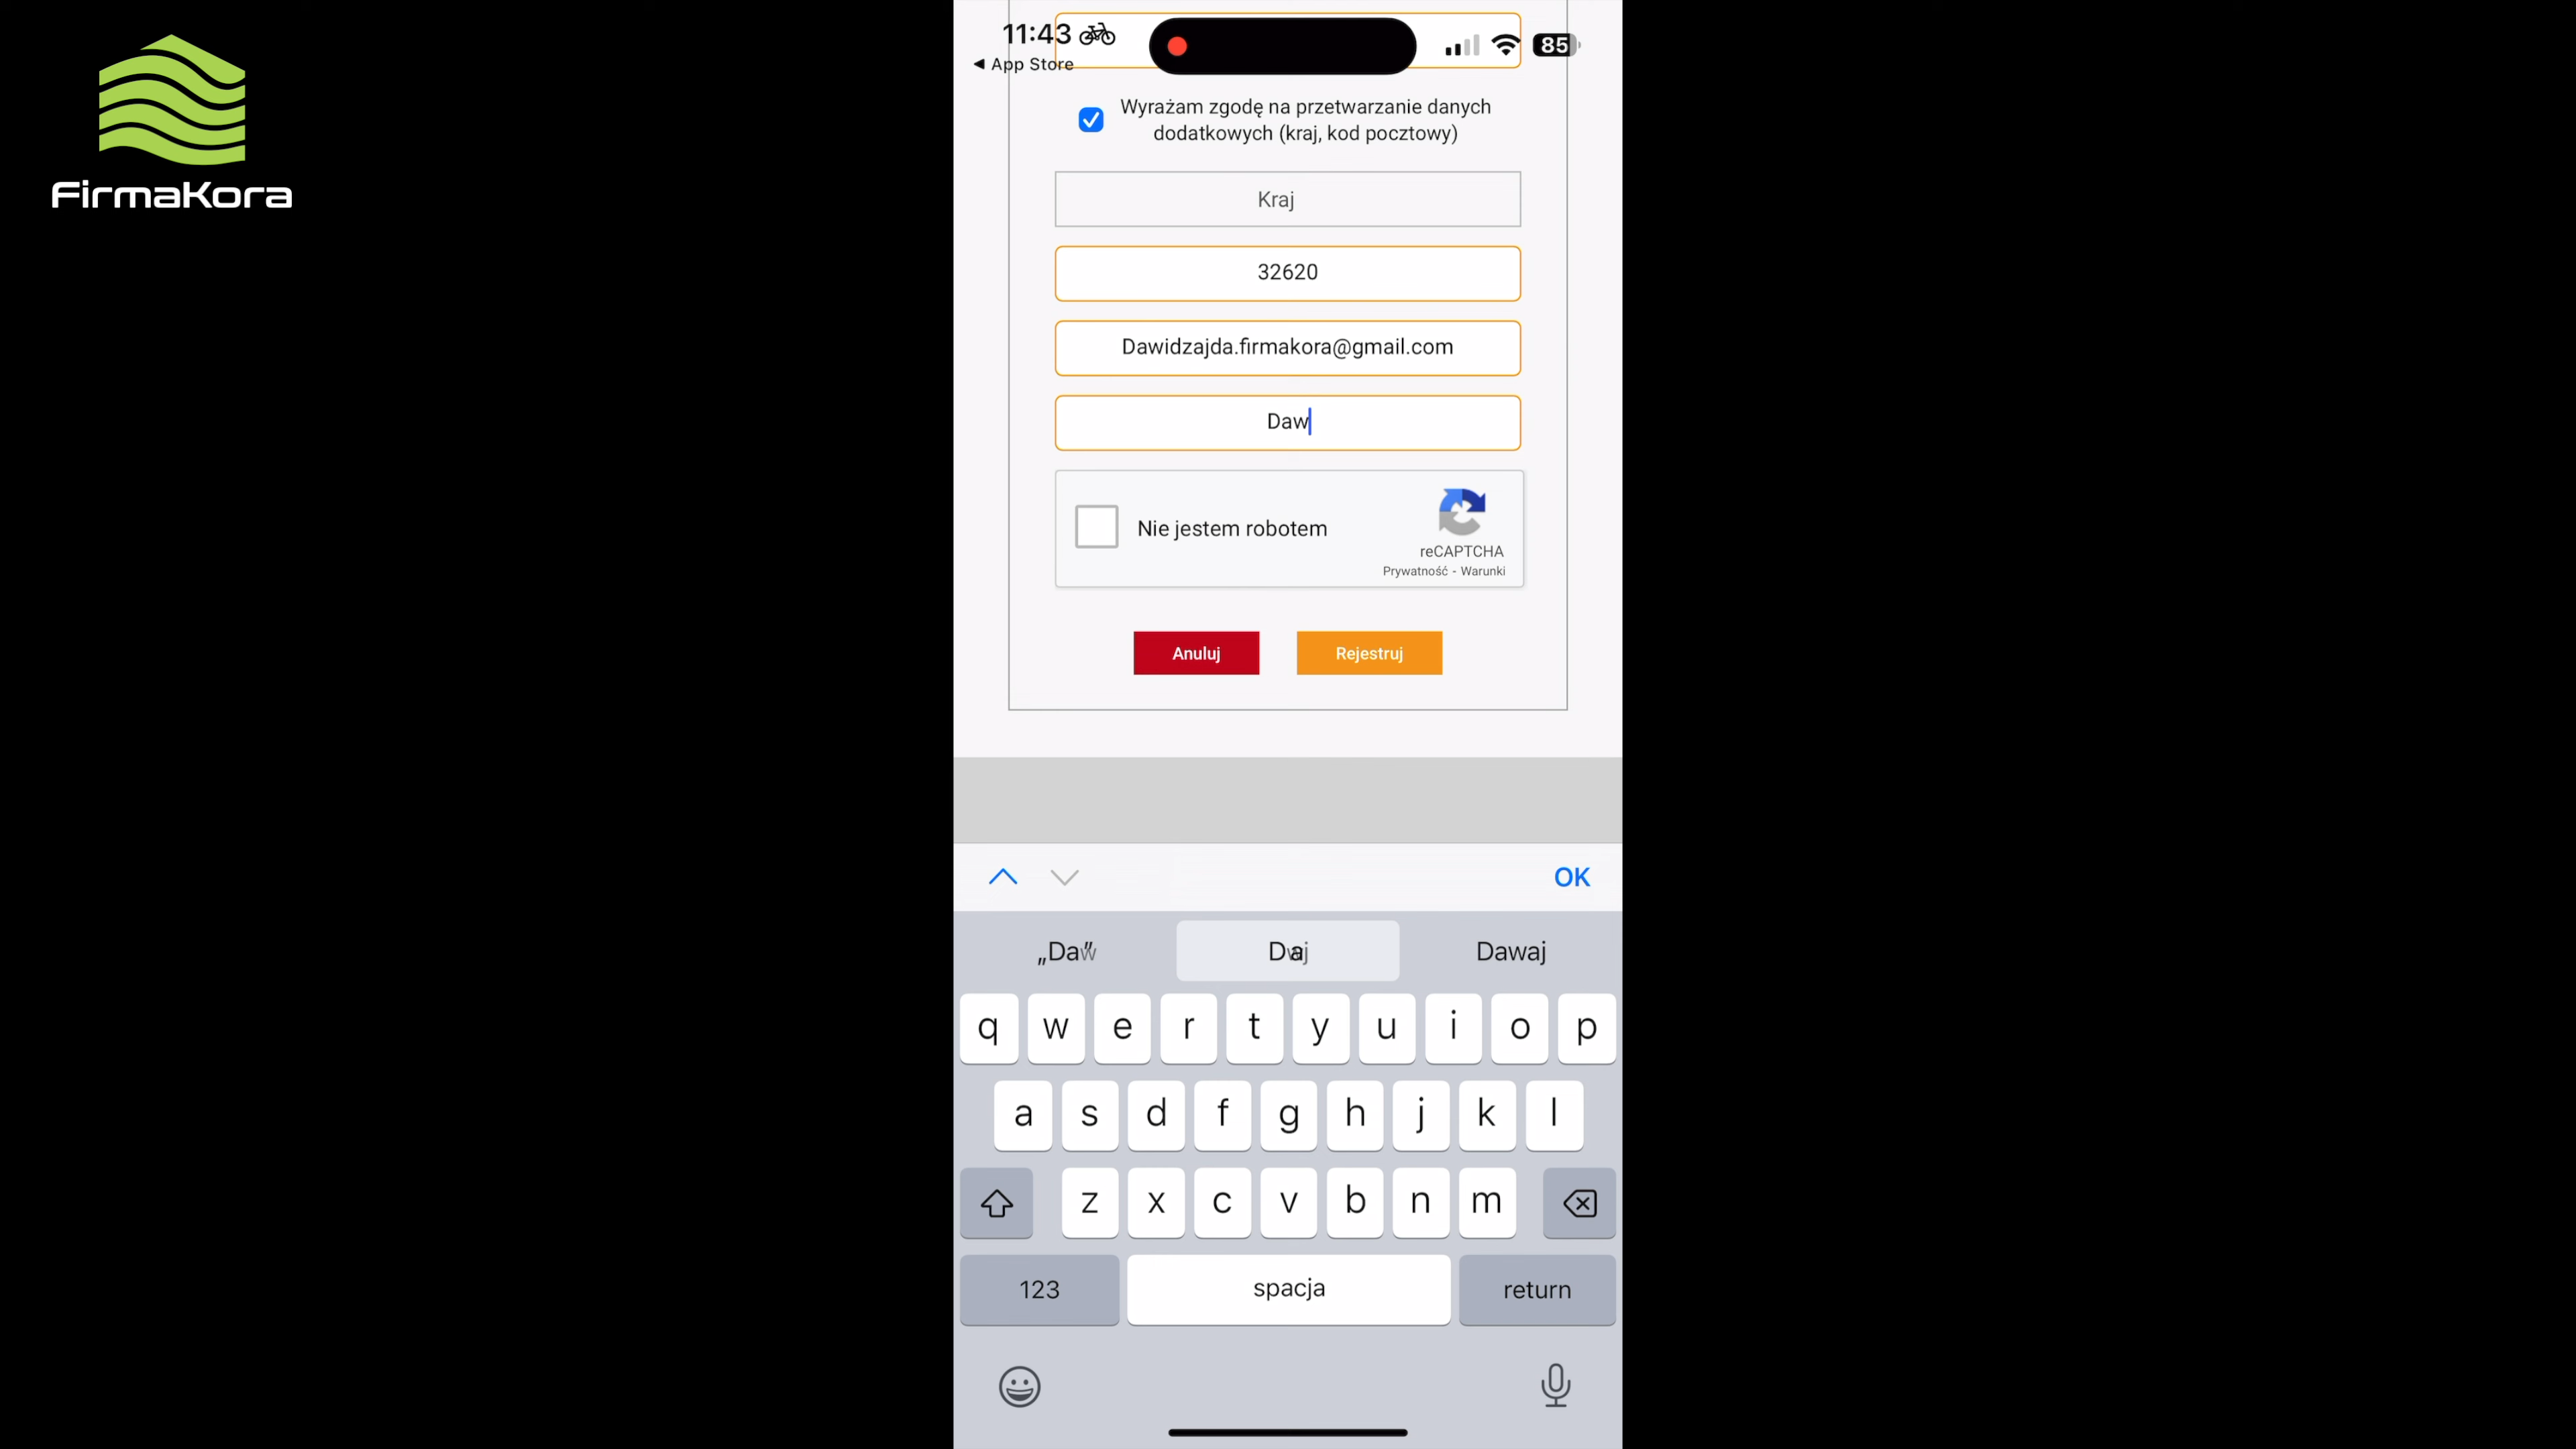 FirmaKora
11:43
85
◀ App Store
Wyrażam zgodę na przetwarzanie danych
dodatkowych (kraj, kod pocztowy)
Kraj
32620
Dawidzajda.firmakora@gmail.com
Daw
Nie jestem robotem
reCAPTCHA
Prywatność - Warunki
Anuluj
Rejestruj
OK
Dawaj
q w e r t y u i o p
a s d f g h j k l
z x c v b n m
123
spacja
return